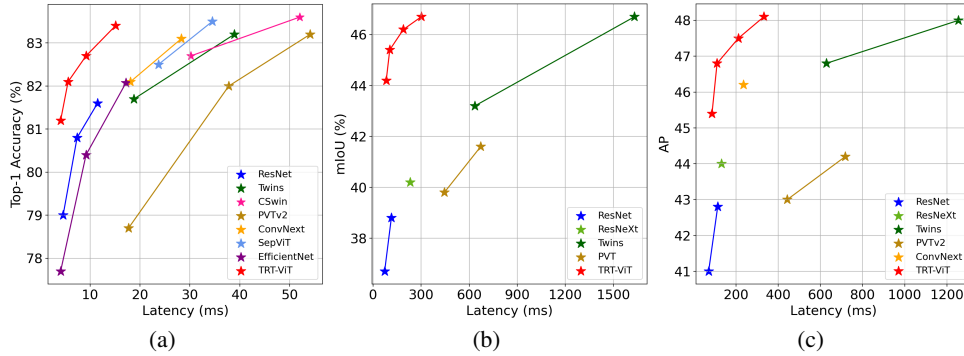 83
82
81
80
79
78
Top-1 Accuracy (%)
10 20 30 40 50
Latency (ms)
ResNet
Twins
CSwin
PVTv2
ConvNext
SepViT
EfficientNet
TRT-ViT
(a)
46
44
42
40
38
mIoU (%)
0 300 600 900 1200 1500
Latency (ms)
ResNet
ResNeXt
Twins
PVT
TRT-ViT
(b)
48
47
46
45
44
43
42
41
AP
200 400 600 800 1000 1200
Latency (ms)
ResNet
ResNeXt
Twins
PVTv2
ConvNext
TRT-ViT
(c)